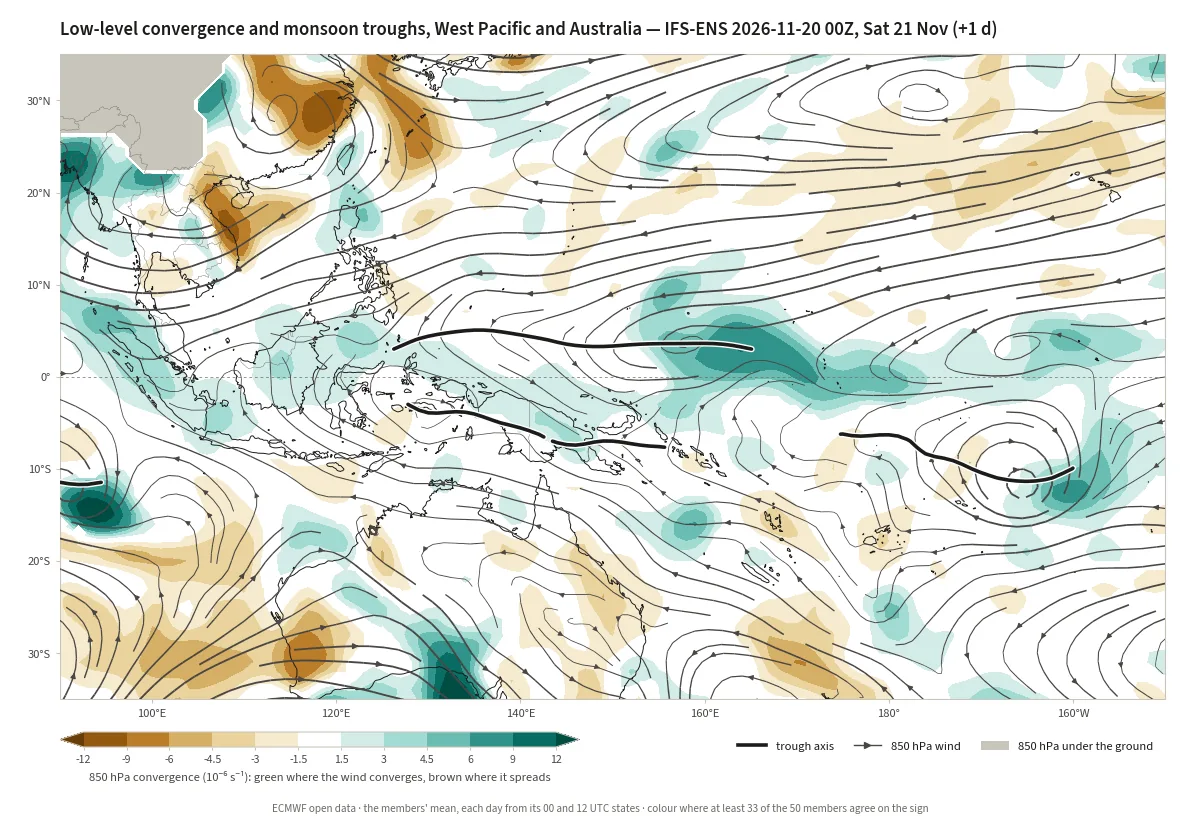 Low-level convergence and monsoon troughs, West Pacific and Australia — IFS-ENS 2026-11-20 00Z, Sat 21 Nov (+1 d)
30°N
20°N
10°N
0°
10°S
20°S
30°S
100°E 120°E 140°E 160°E 180° 160°W
-12 -9 -6 -4.5 -3 -1.5 1.5 3 4.5 6 9 12
850 hPa convergence (10⁻⁶ s⁻¹): green where the wind converges, brown where it spreads
trough axis 850 hPa wind 850 hPa under the ground
ECMWF open data · the members' mean, each day from its 00 and 12 UTC states · colour where at least 33 of the 50 members agree on the sign